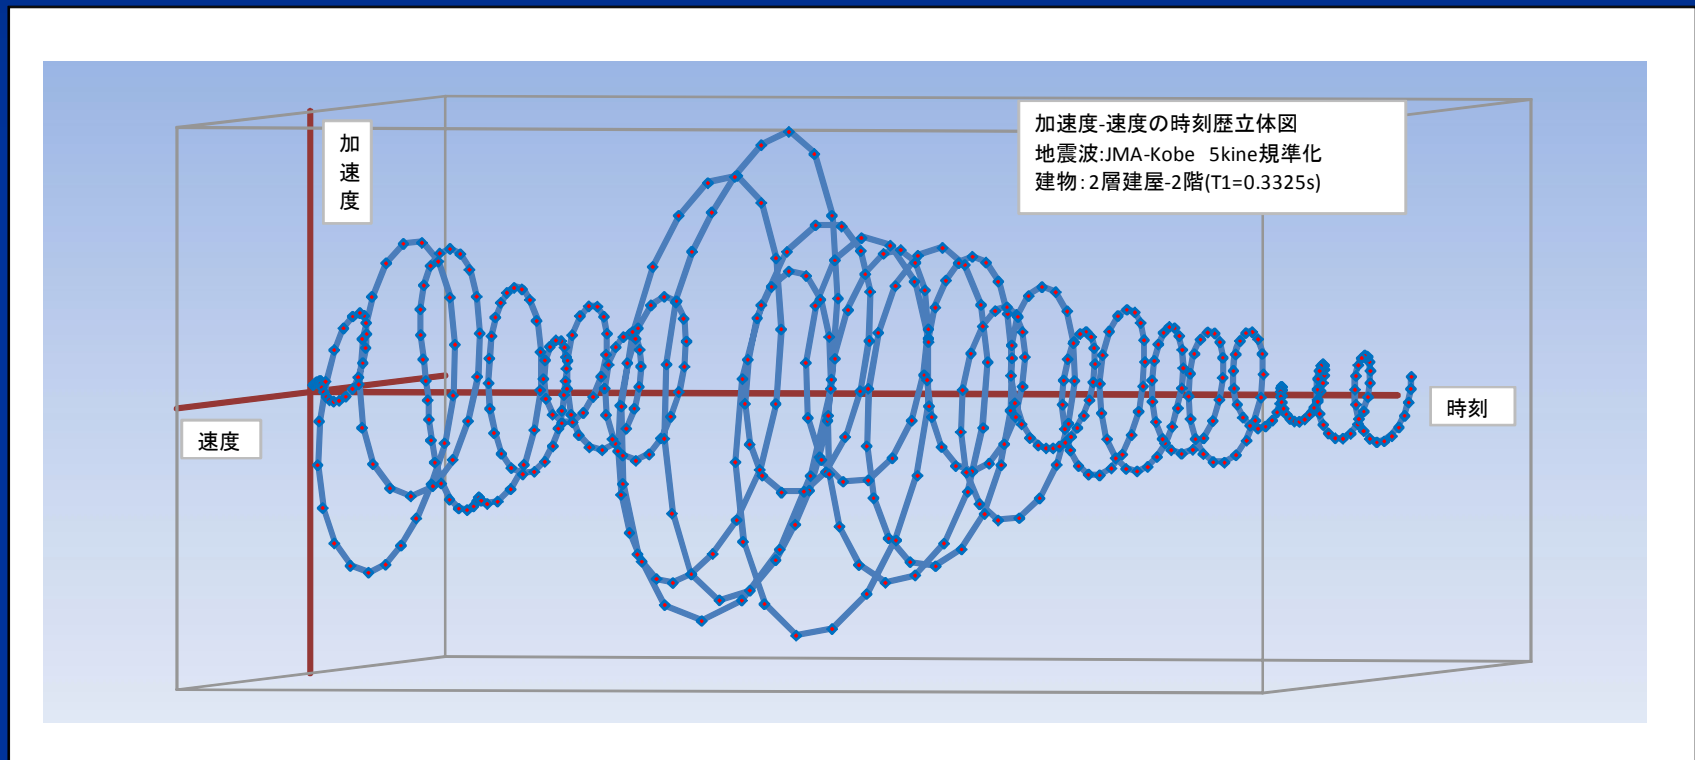 加速度
加速度-速度の時刻歴立体図
地震波:JMA-Kobe 5kine規準化
建物:2層建屋-2階(T1=0.3325s)
時刻
速度